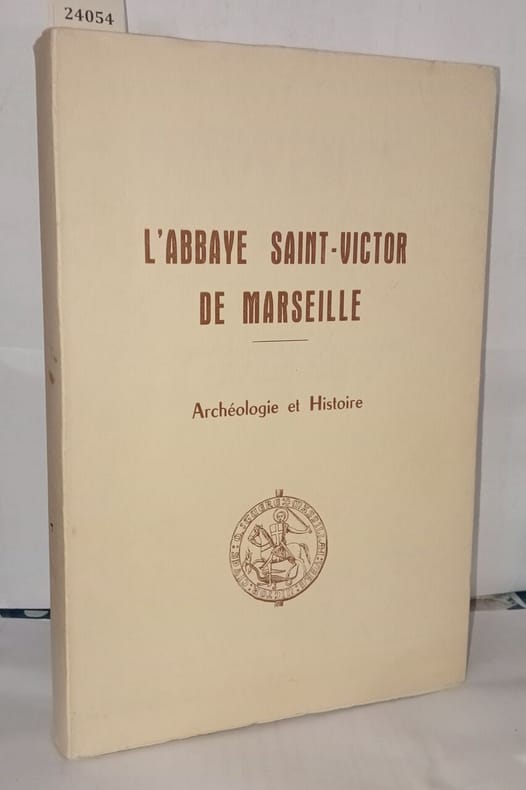 24054
L'ABBAYE SAINT-VICTOR
DE MARSEILLE
Archéologie et Histoire